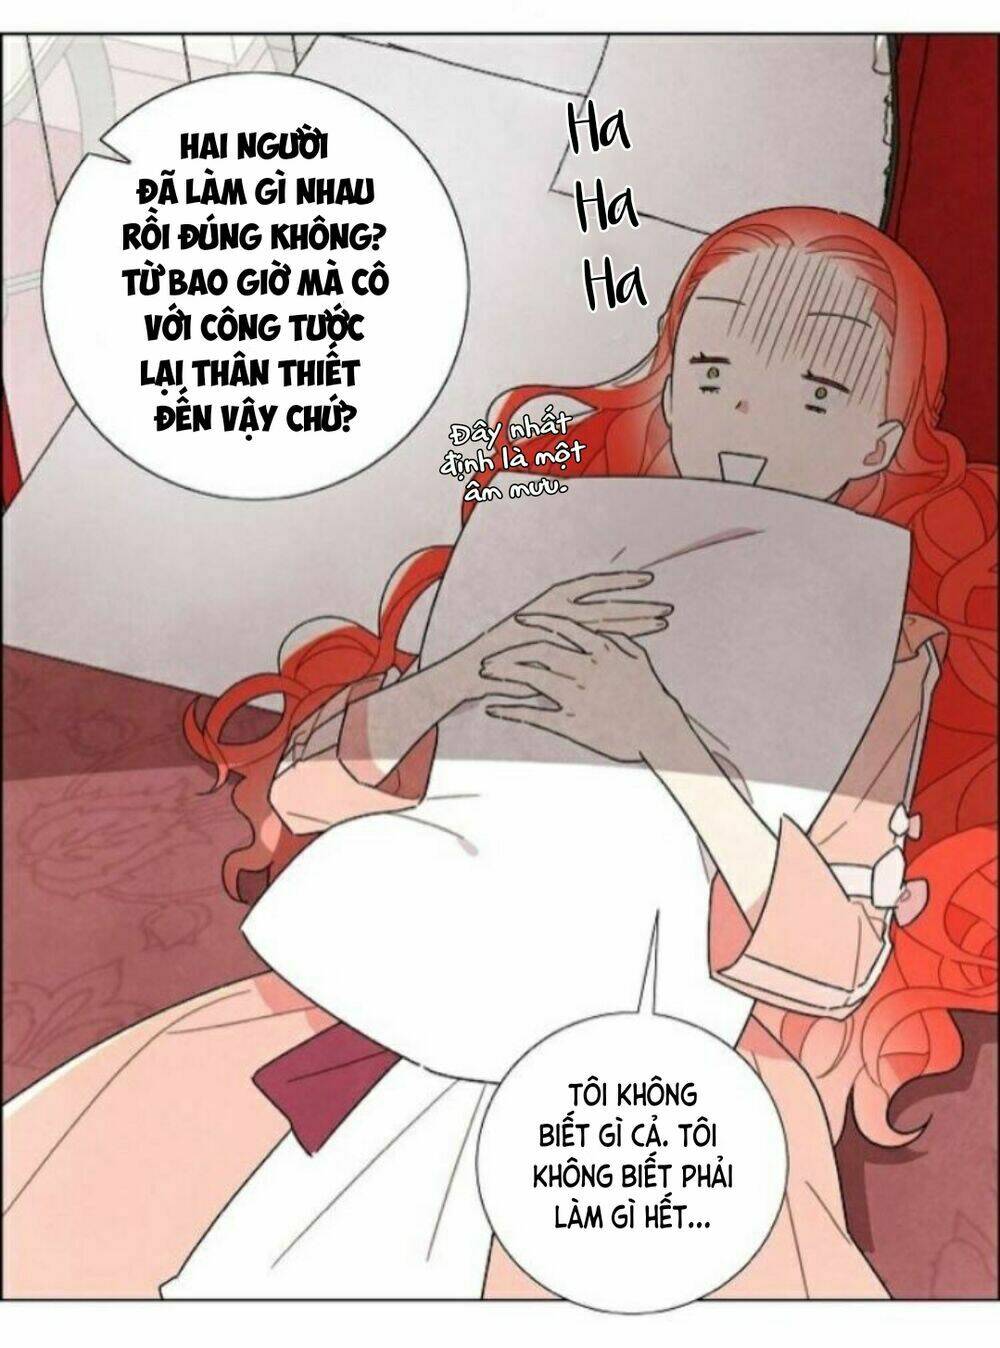 HAI NGƯỜI
ĐÃ LÀM GÌ NHAU
RỒI ĐÚNG KHÔNG?
TỪ BAO GIỜ MÀ CÔ
VỚI CÔNG TƯỚC
LẠI THÂN THIẾT
ĐẾN VẬY CHỨ?
Ha
Ha
Ha
Đây nhất
định là một
âm mưu.
TÔI KHÔNG
BIẾT GÌ CẢ. TÔI
KHÔNG BIẾT PHẢI
LÀM GÌ HẾT...